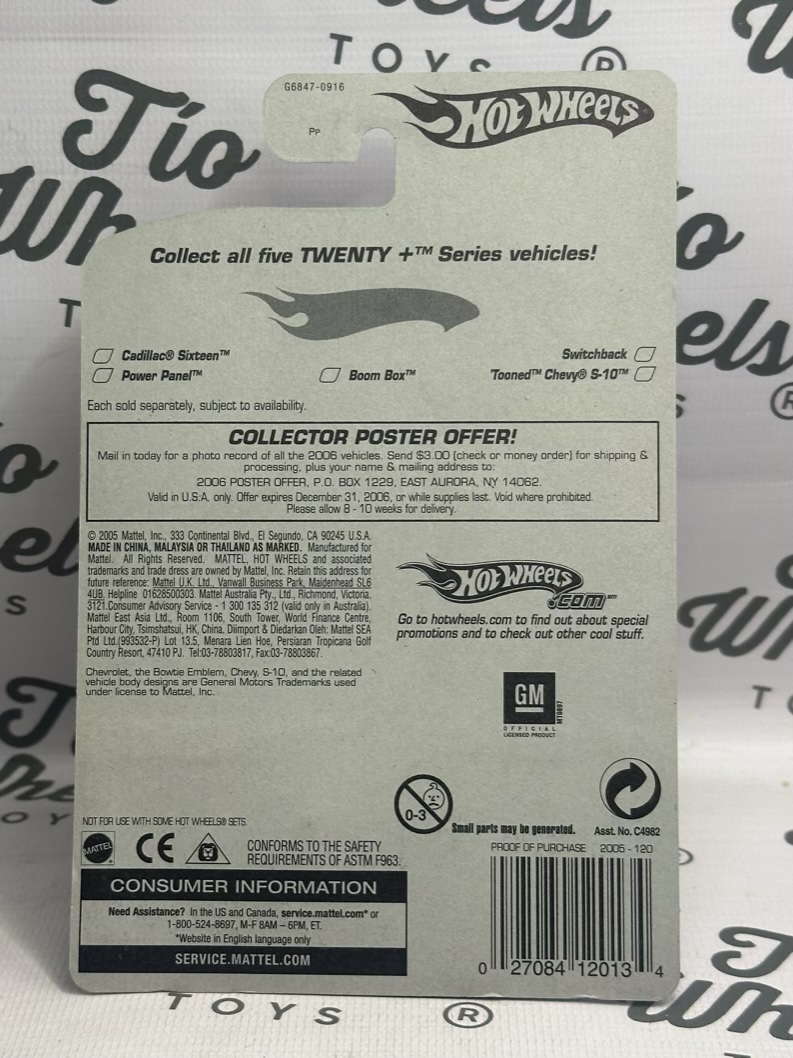 TOYS ®
Tío
Wheels
G6847-0916
Pp
HOT WHEELS
Collect all five TWENTY +™ Series vehicles!
Cadillac® Sixteen™
Power Panel™
Boom Box™
Switchback
'Tooned™ Chevy® S-10™
Each sold separately, subject to availability.
COLLECTOR POSTER OFFER!
Mail in today for a photo record of all the 2006 vehicles. Send $3.00 (check or money order) for shipping &
processing, plus your name & mailing address to:
2006 POSTER OFFER, P.O. BOX 1229, EAST AURORA, NY 14062.
Valid in U.S.A. only. Offer expires December 31, 2006, or while supplies last. Void where prohibited.
Please allow 8 - 10 weeks for delivery.
© 2005 Mattel, Inc., 333 Continental Blvd., El Segundo, CA 90245 U.S.A.
MADE IN CHINA, MALAYSIA OR THAILAND AS MARKED. Manufactured for
Mattel. All Rights Reserved. MATTEL, HOT WHEELS and associated
trademarks and trade dress are owned by Mattel, Inc. Retain this address for
future reference: Mattel U.K. Ltd., Vanwall Business Park, Maidenhead SL6
4UB. Helpline 01628500303. Mattel Australia Pty., Ltd., Richmond, Victoria.
3121.Consumer Advisory Service - 1 300 135 312 (valid only in Australia).
Mattel East Asia Ltd., Room 1106, South Tower, World Finance Centre,
Harbour City, Tsimshatsui, HK, China. Diimport & Diedarkan Oleh: Mattel SEA
Ptd Ltd.(993532-P) Lot 13.5, Menara Lien Hoe, Persiaran Tropicana Golf
Country Resort, 47410 PJ. Tel:03-78803817, Fax:03-78803867.
Chevrolet, the Bowtie Emblem, Chevy, S-10, and the related
vehicle body designs are General Motors Trademarks used
under license to Mattel, Inc.
HOT WHEELS
.COM℠
Go to hotwheels.com to find out about special
promotions and to check out other cool stuff.
GM
MT0897
OFFICIAL
LICENSED PRODUCT
0-3
Small parts may be generated.
Asst. No. C4982
NOT FOR USE WITH SOME HOT WHEELS® SETS.
MATTEL
CE
CONFORMS TO THE SAFETY
REQUIREMENTS OF ASTM F963.
PROOF OF PURCHASE 2005 - 120
CONSUMER INFORMATION
Need Assistance? In the US and Canada, service.mattel.com* or
1-800-524-8697, M-F 8AM – 6PM, ET.
*Website in English language only
SERVICE.MATTEL.COM
0 27084 12013 4
TOYS ®